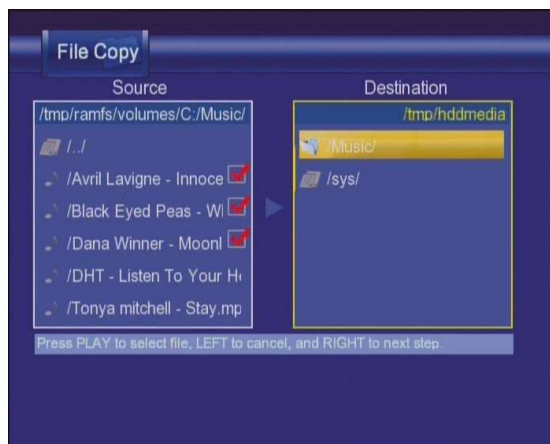 File Copy
Source
Destination
/tmp/ramfs/volumes/C:/Music/
/../
/Avril Lavigne - Innoce
/Black Eyed Peas - Wl
/Dana Winner - Moonl
/DHT - Listen To Your He
/Tonya mitchell - Stay.mp
/tmp/hddmedia
/Music/
/sys/
Press PLAY to select file, LEFT to cancel, and RIGHT to next step.